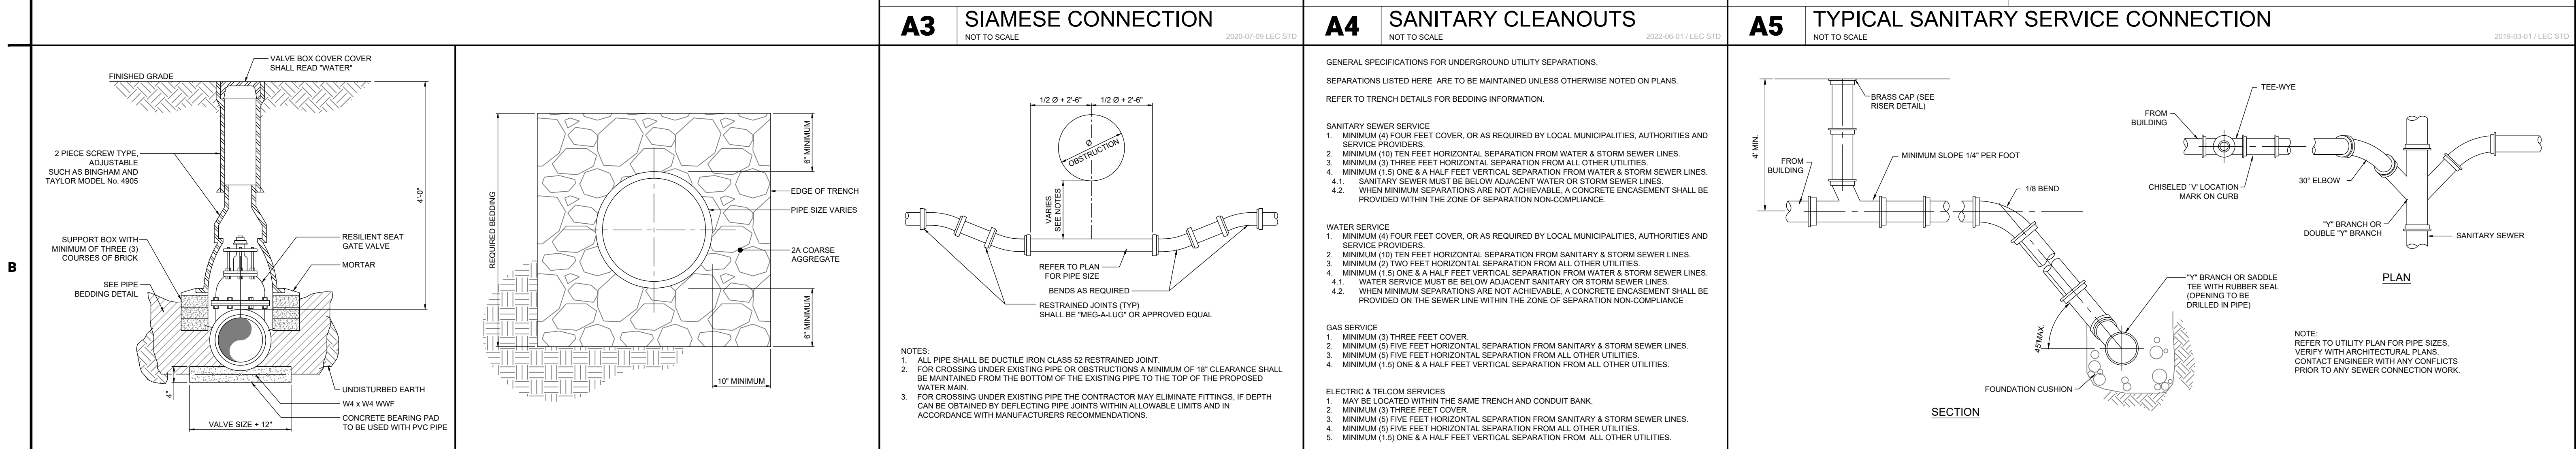 A3
SIAMESE CONNECTION
NOT TO SCALE
2020-07-09 LEC STD
A4
SANITARY CLEANOUTS
NOT TO SCALE
2022-06-01 / LEC STD
A5
TYPICAL SANITARY SERVICE CONNECTION
NOT TO SCALE
2019-03-01 / LEC STD
B
VALVE BOX COVER COVER
SHALL READ "WATER"
FINISHED GRADE
2 PIECE SCREW TYPE,
ADJUSTABLE
SUCH AS BINGHAM AND
TAYLOR MODEL No. 4905
4'-0"
SUPPORT BOX WITH
MINIMUM OF THREE (3)
COURSES OF BRICK
RESILIENT SEAT
GATE VALVE
MORTAR
SEE PIPE
BEDDING DETAIL
4"
UNDISTURBED EARTH
W4 x W4 WWF
CONCRETE BEARING PAD
TO BE USED WITH PVC PIPE
VALVE SIZE + 12"
REQUIRED BEDDING
6" MINIMUM
EDGE OF TRENCH
PIPE SIZE VARIES
2A COARSE
AGGREGATE
6" MINIMUM
10" MINIMUM
1/2 Ø + 2'-6"
1/2 Ø + 2'-6"
Ø
OBSTRUCTION
VARIES
SEE NOTES
REFER TO PLAN
FOR PIPE SIZE
BENDS AS REQUIRED
RESTRAINED JOINTS (TYP)
SHALL BE "MEG-A-LUG" OR APPROVED EQUAL
NOTES:
1. ALL PIPE SHALL BE DUCTILE IRON CLASS 52 RESTRAINED JOINT.
2. FOR CROSSING UNDER EXISTING PIPE OR OBSTRUCTIONS A MINIMUM OF 18" CLEARANCE SHALL
BE MAINTAINED FROM THE BOTTOM OF THE EXISTING PIPE TO THE TOP OF THE PROPOSED
WATER MAIN.
3. FOR CROSSING UNDER EXISTING PIPE THE CONTRACTOR MAY ELIMINATE FITTINGS, IF DEPTH
CAN BE OBTAINED BY DEFLECTING PIPE JOINTS WITHIN ALLOWABLE LIMITS AND IN
ACCORDANCE WITH MANUFACTURERS RECOMMENDATIONS.
GENERAL SPECIFICATIONS FOR UNDERGROUND UTILITY SEPARATIONS.
SEPARATIONS LISTED HERE ARE TO BE MAINTAINED UNLESS OTHERWISE NOTED ON PLANS.
REFER TO TRENCH DETAILS FOR BEDDING INFORMATION.
SANITARY SEWER SERVICE
1. MINIMUM (4) FOUR FEET COVER, OR AS REQUIRED BY LOCAL MUNICIPALITIES, AUTHORITIES AND
SERVICE PROVIDERS.
2. MINIMUM (10) TEN FEET HORIZONTAL SEPARATION FROM WATER & STORM SEWER LINES.
3. MINIMUM (3) THREE FEET HORIZONTAL SEPARATION FROM ALL OTHER UTILITIES.
4. MINIMUM (1.5) ONE & A HALF FEET VERTICAL SEPARATION FROM WATER & STORM SEWER LINES.
4.1. SANITARY SEWER MUST BE BELOW ADJACENT WATER OR STORM SEWER LINES.
4.2. WHEN MINIMUM SEPARATIONS ARE NOT ACHIEVABLE, A CONCRETE ENCASEMENT SHALL BE
PROVIDED WITHIN THE ZONE OF SEPARATION NON-COMPLIANCE.
WATER SERVICE
1. MINIMUM (4) FOUR FEET COVER, OR AS REQUIRED BY LOCAL MUNICIPALITIES, AUTHORITIES AND
SERVICE PROVIDERS.
2. MINIMUM (10) TEN FEET HORIZONTAL SEPARATION FROM SANITARY & STORM SEWER LINES.
3. MINIMUM (2) TWO FEET HORIZONTAL SEPARATION FROM ALL OTHER UTILITIES.
4. MINIMUM (1.5) ONE & A HALF FEET VERTICAL SEPARATION FROM WATER & STORM SEWER LINES.
4.1. WATER SERVICE MUST BE BELOW ADJACENT SANITARY OR STORM SEWER LINES.
4.2. WHEN MINIMUM SEPARATIONS ARE NOT ACHIEVABLE, A CONCRETE ENCASEMENT SHALL BE
PROVIDED ON THE SEWER LINE WITHIN THE ZONE OF SEPARATION NON-COMPLIANCE
GAS SERVICE
1. MINIMUM (3) THREE FEET COVER.
2. MINIMUM (5) FIVE FEET HORIZONTAL SEPARATION FROM SANITARY & STORM SEWER LINES.
3. MINIMUM (5) FIVE FEET HORIZONTAL SEPARATION FROM ALL OTHER UTILITIES.
4. MINIMUM (1.5) ONE & A HALF FEET VERTICAL SEPARATION FROM ALL OTHER UTILITIES.
ELECTRIC & TELCOM SERVICES
1. MAY BE LOCATED WITHIN THE SAME TRENCH AND CONDUIT BANK.
2. MINIMUM (3) THREE FEET COVER.
3. MINIMUM (5) FIVE FEET HORIZONTAL SEPARATION FROM SANITARY & STORM SEWER LINES.
4. MINIMUM (5) FIVE FEET HORIZONTAL SEPARATION FROM ALL OTHER UTILITIES.
5. MINIMUM (1.5) ONE & A HALF FEET VERTICAL SEPARATION FROM ALL OTHER UTILITIES.
BRASS CAP (SEE
RISER DETAIL)
4' MIN.
FROM
BUILDING
MINIMUM SLOPE 1/4" PER FOOT
1/8 BEND
"Y" BRANCH OR SADDLE
TEE WITH RUBBER SEAL
(OPENING TO BE
DRILLED IN PIPE)
45°MAX.
FOUNDATION CUSHION
SECTION
TEE-WYE
FROM
BUILDING
CHISELED `V' LOCATION
MARK ON CURB
30° ELBOW
"Y" BRANCH OR
DOUBLE "Y" BRANCH
SANITARY SEWER
PLAN
NOTE:
REFER TO UTILITY PLAN FOR PIPE SIZES,
VERIFY WITH ARCHITECTURAL PLANS.
CONTACT ENGINEER WITH ANY CONFLICTS
PRIOR TO ANY SEWER CONNECTION WORK.